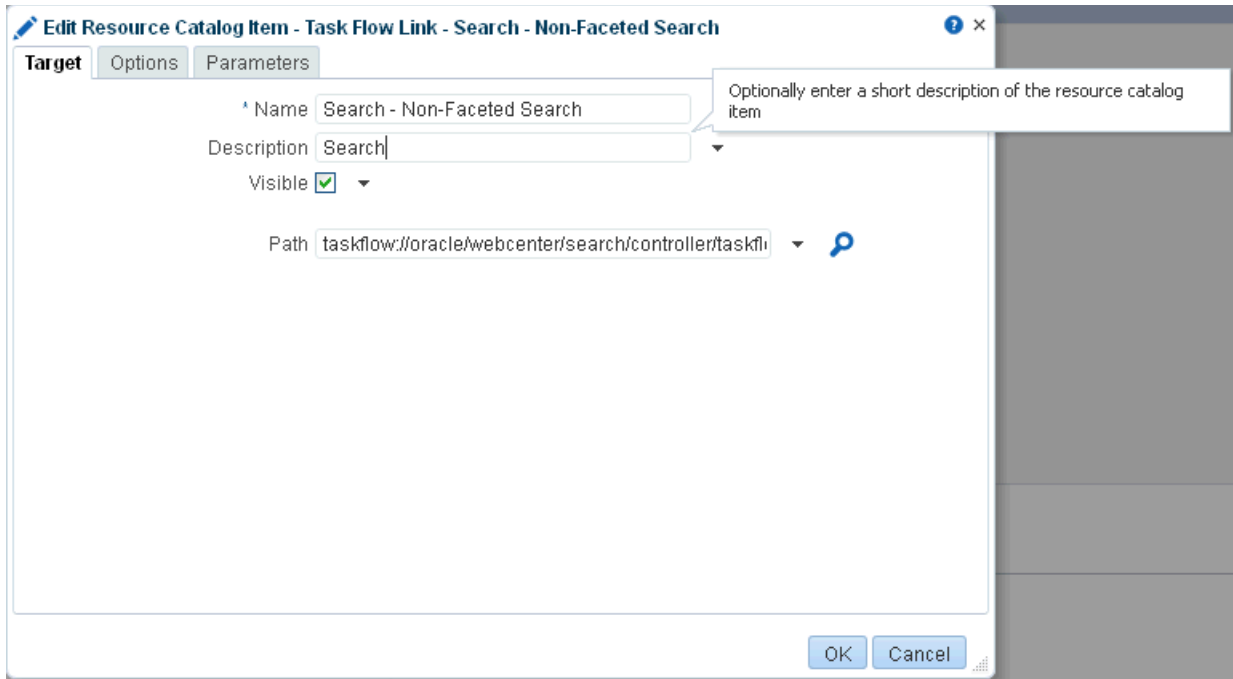 Edit Resource Catalog Item - Task Flow Link - Search - Non-Faceted Search
Target Options Parameters
* Name Search - Non-Faceted Search
Optionally enter a short description of the resource catalog
item
Description Search
Visible
Path taskflow://oracle/webcenter/search/controller/taskfl
OK Cancel